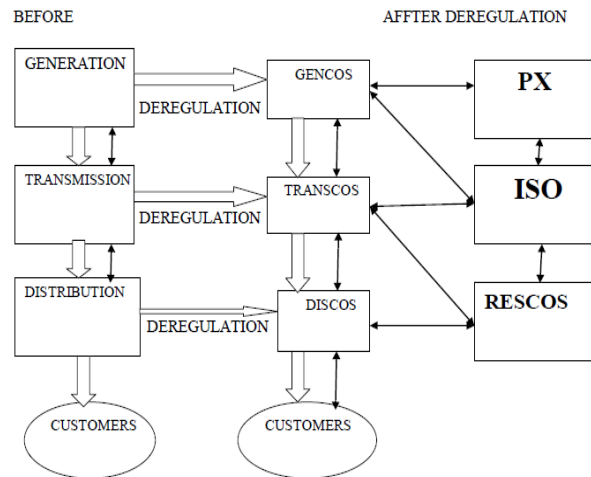 BEFORE
AFFTER DEREGULATION
GENERATION
GENCOS
PX
DEREGULATION
TRANSMISSION
TRANSCOS
ISO
DEREGULATION
DISTRIBUTION
DISCOS
RESCOS
DEREGULATION
CUSTOMERS
CUSTOMERS